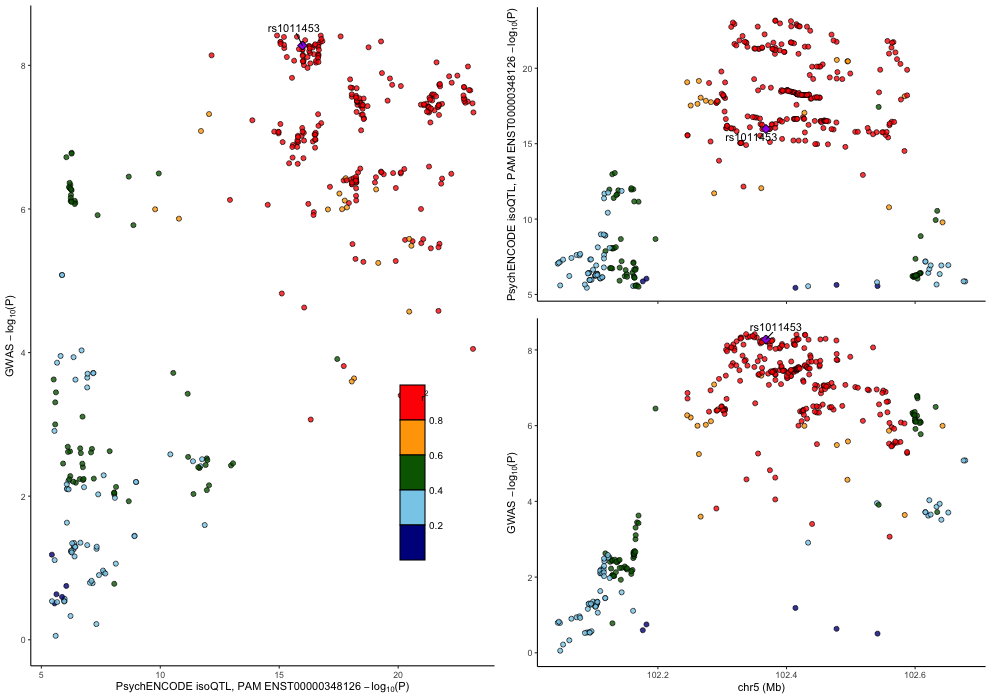 rs1011453
8
6
4
2
0
GWAS −log10(P)
5
10
15
20
PsychENCODE isoQTL, PAM ENST00000348126 −log10(P)
r2
0.8
0.6
0.4
0.2
rs1011453
20
15
10
5
PsychENCODE isoQTL, PAM ENST00000348126 −log10(P)
rs1011453
8
6
4
2
0
GWAS −log10(P)
102.2
102.4
102.6
chr5 (Mb)